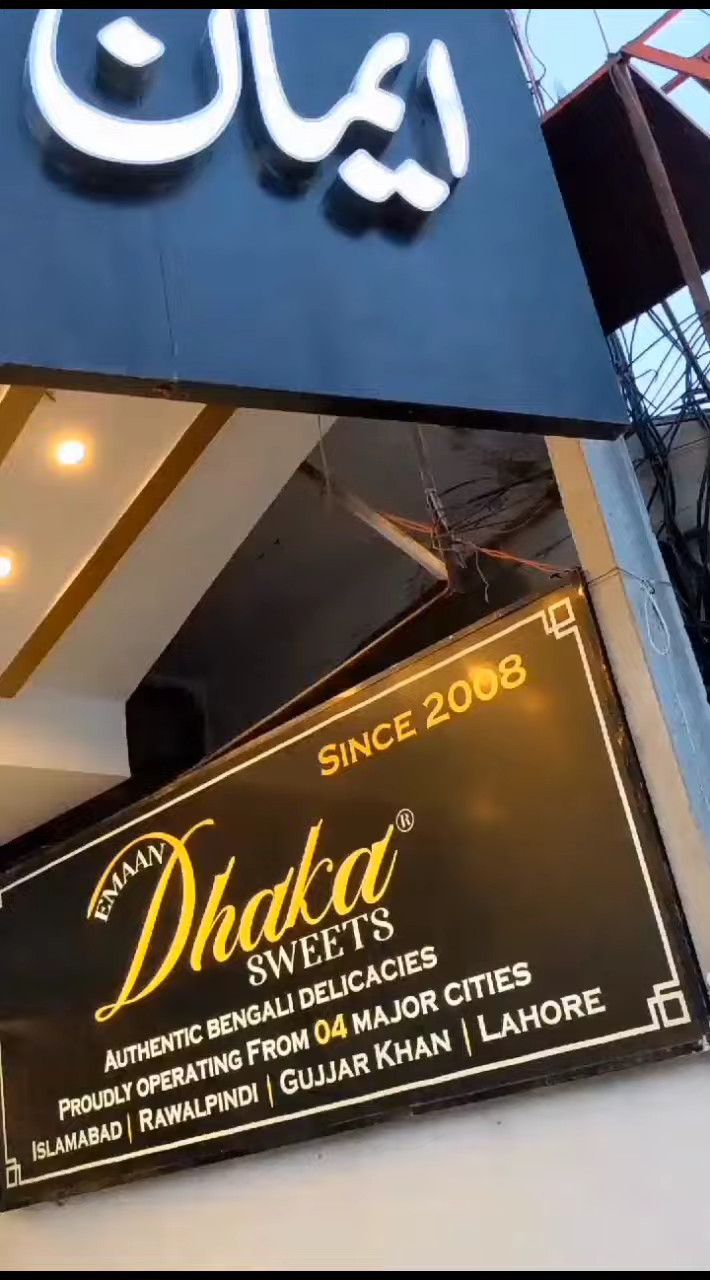 ایمان
SINCE 2008
EMAAN
Dhaka®
SWEETS
AUTHENTIC BENGALI DELICACIES
PROUDLY OPERATING FROM 04 MAJOR CITIES
ISLAMABAD | RAWALPINDI | GUJJAR KHAN | LAHORE